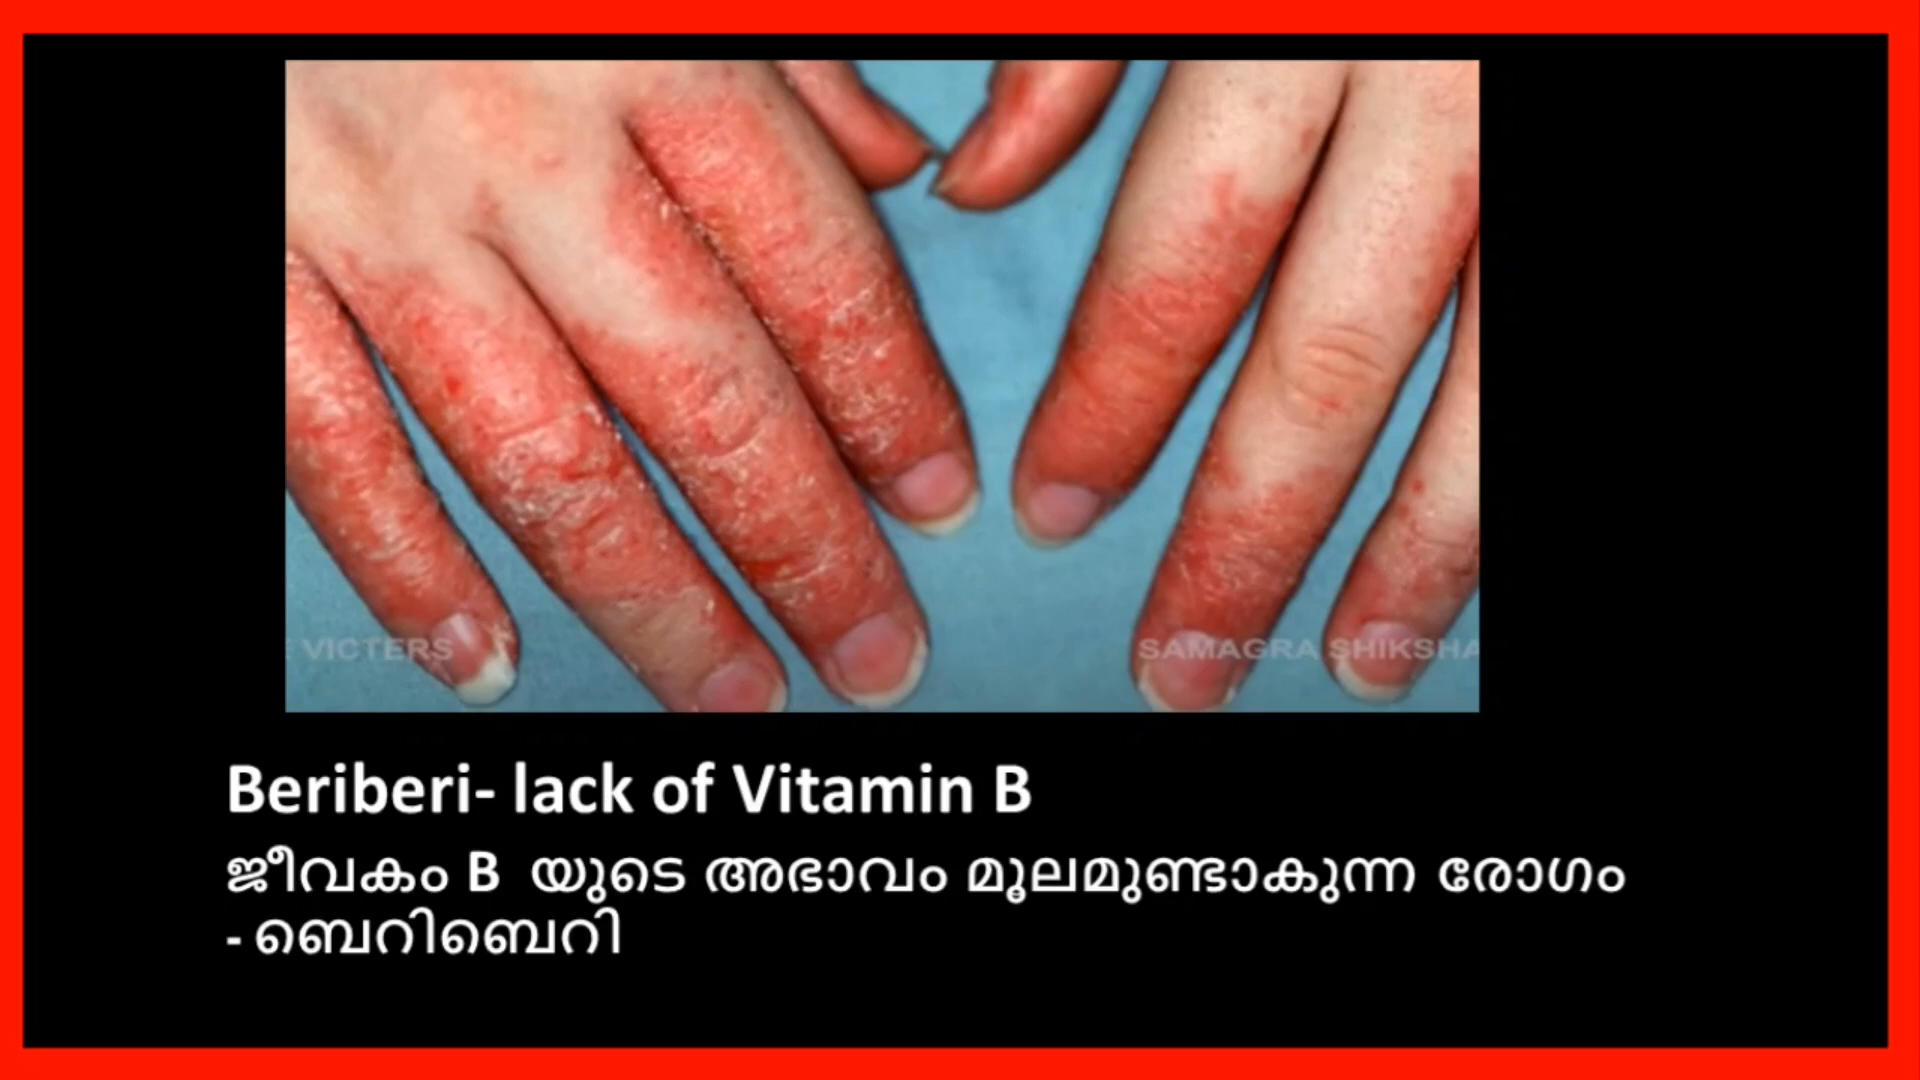 VICTERS
SAMAGRA SHIKSHA
Beriberi- lack of Vitamin B
ജീവകം B യുടെ അഭാവം മൂലമുണ്ടാകുന്ന രോഗം
- ബെറിബെറി